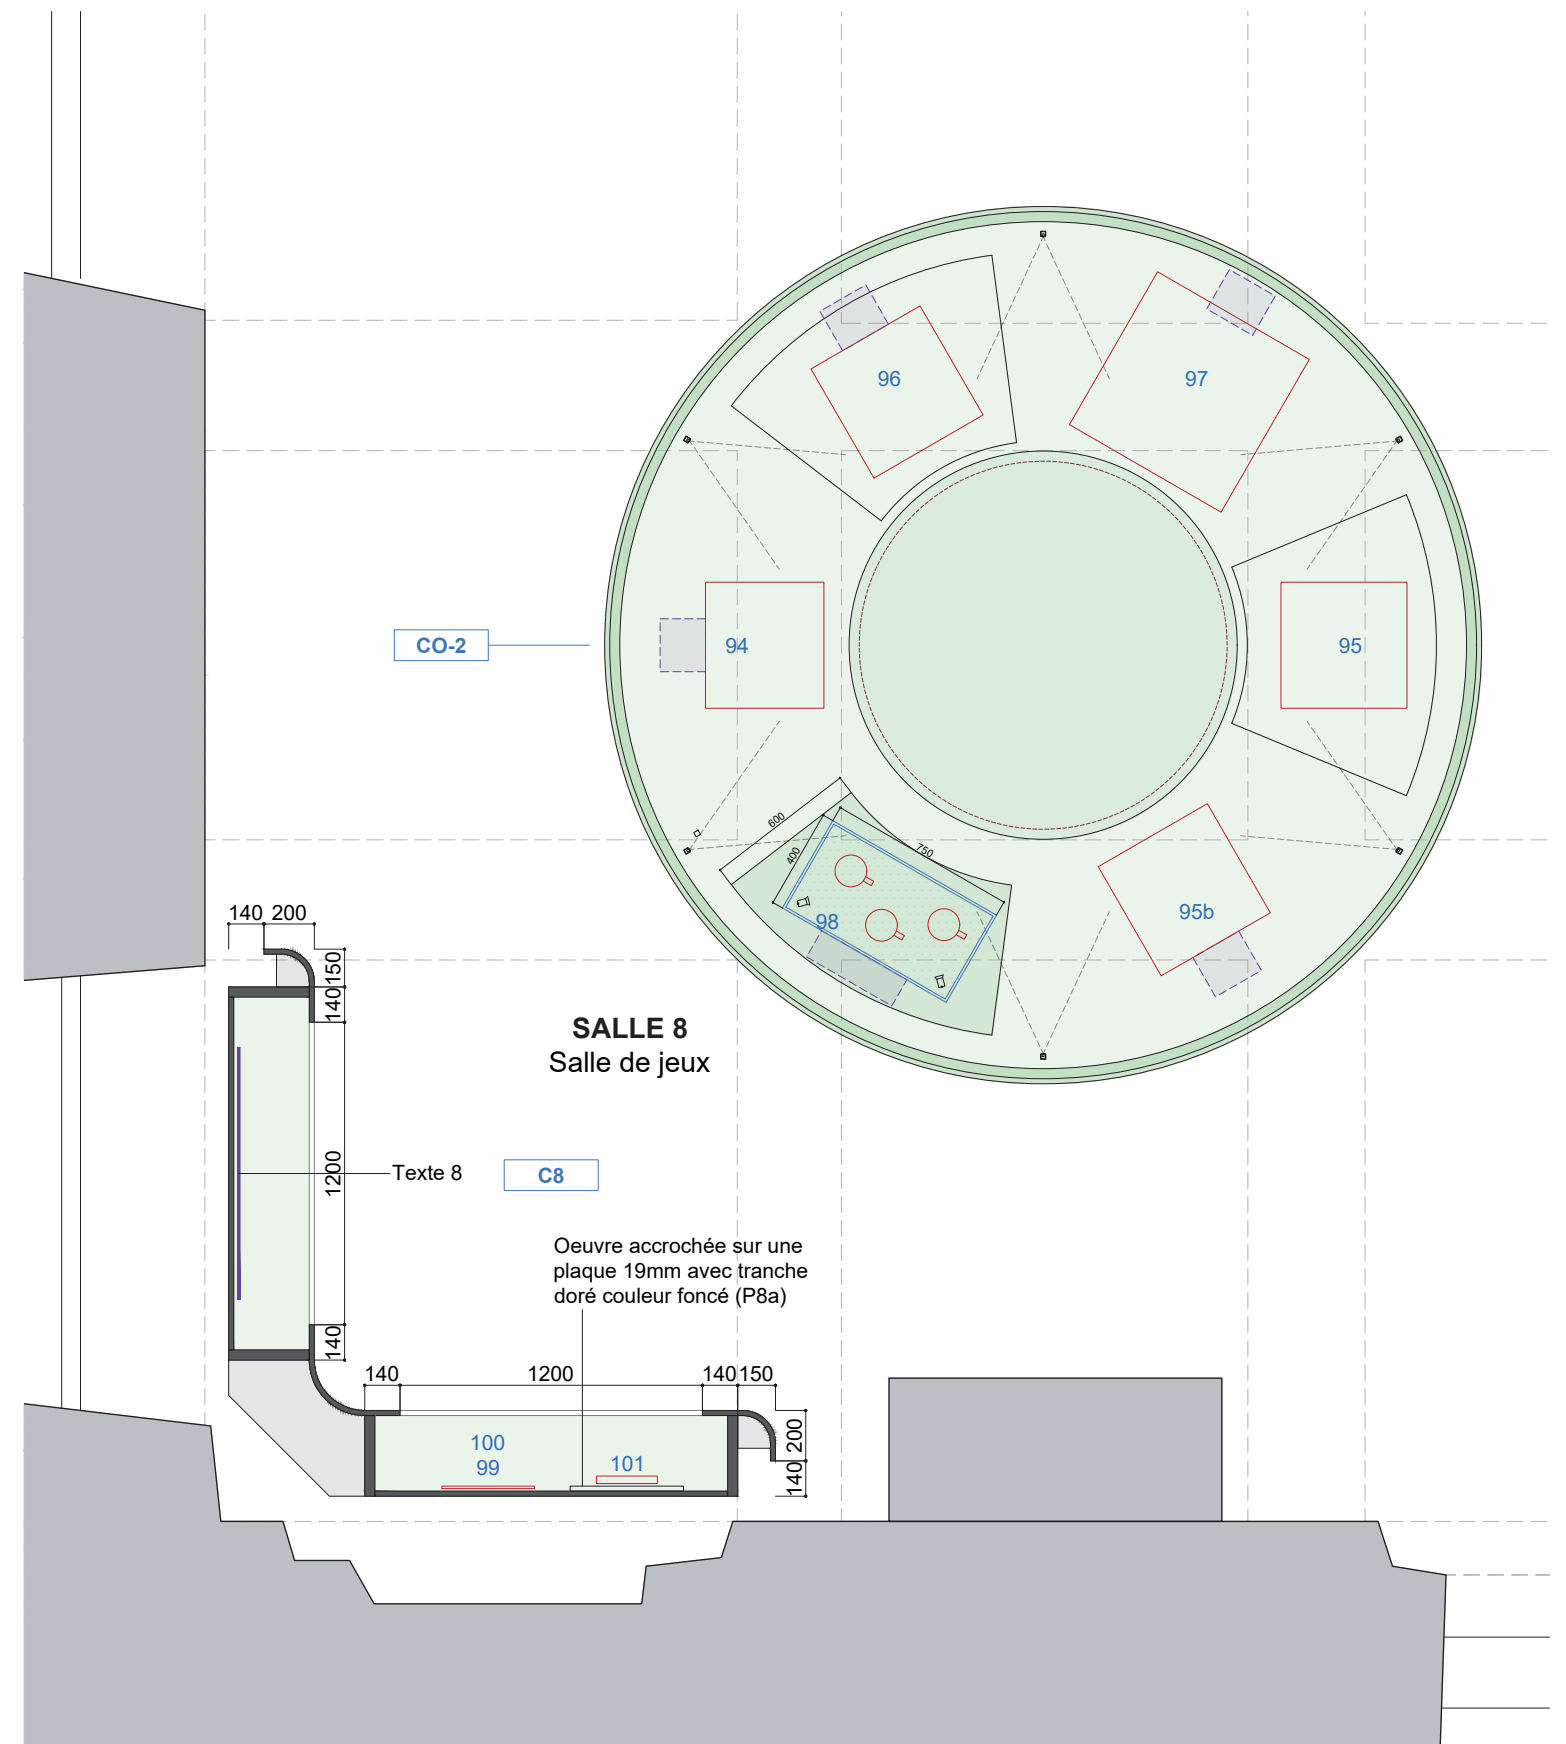 96
97
94
95
CO-2
600
400
750
98
95b
140 200
150
140
SALLE 8
Salle de jeux
1200
Texte 8
C8
Oeuvre accrochée sur une
plaque 19mm avec tranche
doré couleur foncé (P8a)
140
140
1200
140 150
100
99
101
200
140